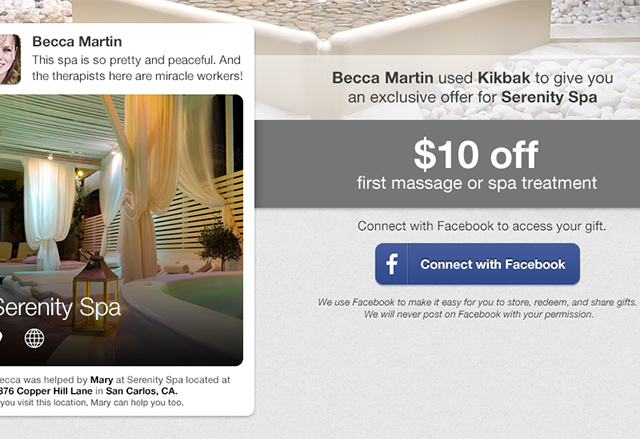 Becca Martin
This spa is so pretty and peaceful. And
the therapists here are miracle workers!
Serenity Spa
ecca was helped by Mary at Serenity Spa located at
876 Copper Hill Lane in San Carlos, CA.
you visit this location, Mary can help you too.
Becca Martin used Kikbak to give you
an exclusive offer for Serenity Spa
$10 off
first massage or spa treatment
Connect with Facebook to access your gift.
f Connect with Facebook
We use Facebook to make it easy for you to store, redeem, and share gifts.
We will never post on Facebook with your permission.